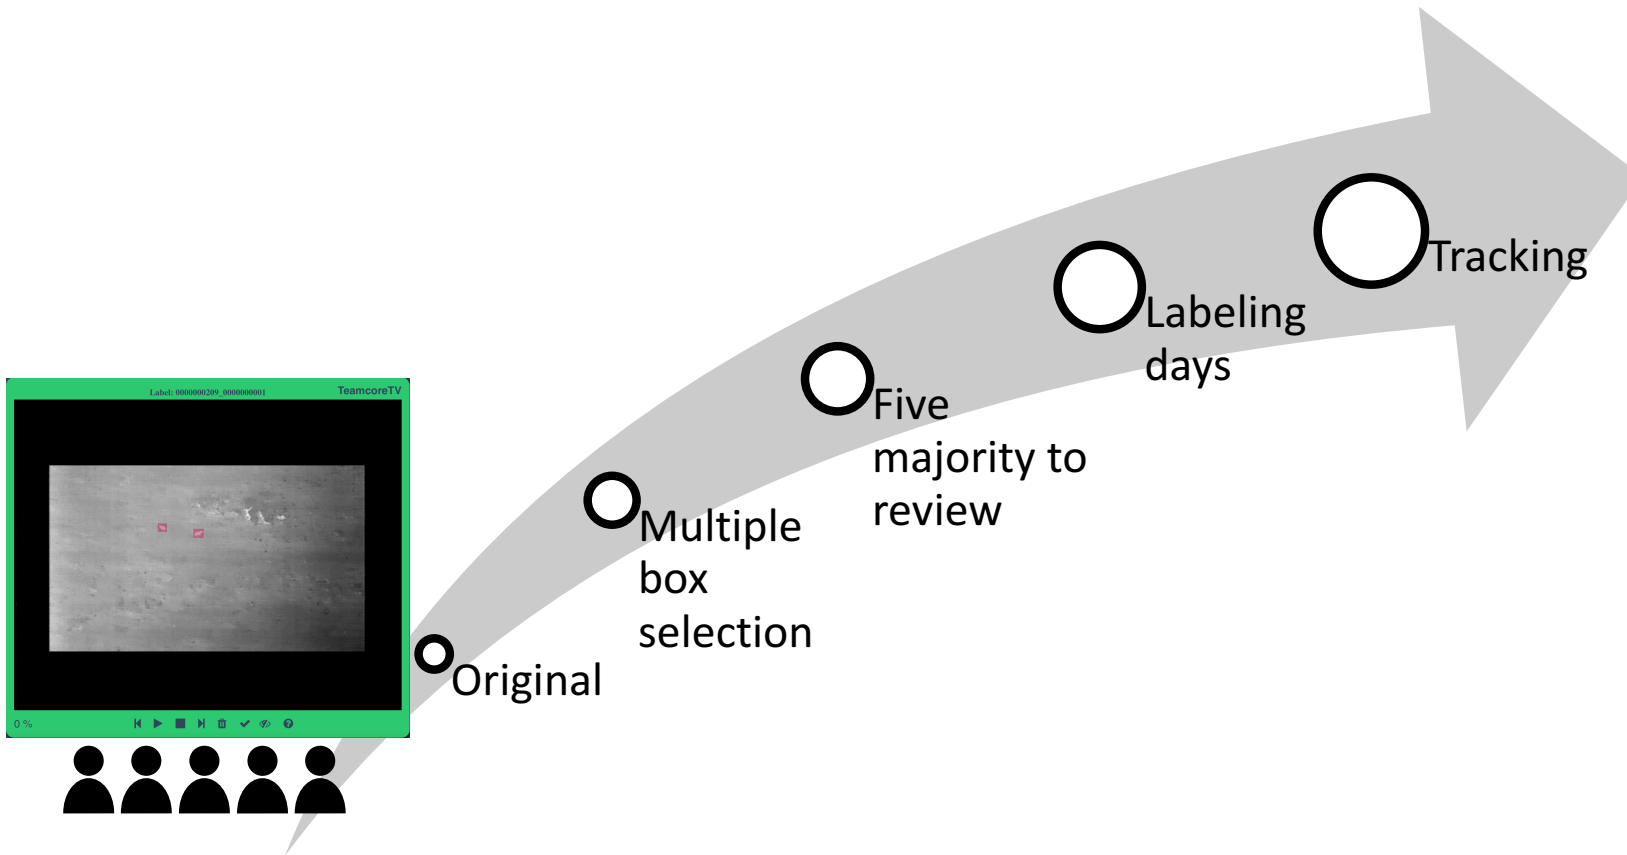 Label: 0000000209_0000000001
TeamcoreTV
0 %
Original
Multiple
box
selection
Five
majority to
review
Labeling
days
Tracking